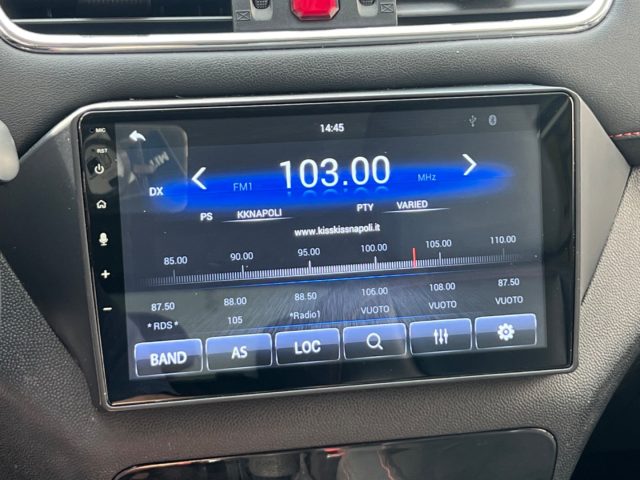 MIC
14:45
RST
103.00
DX
FM1
MHz
PS KKNAPOLI PTY VARIED
www.kisskissnapoli.it
85.00 90.00 95.00 100.00 105.00 110.00
87.50 88.00 88.50 106.00 108.00 87.50
*RDS* 105 *Radio1 VUOTO VUOTO VUOTO
BAND AS LOC